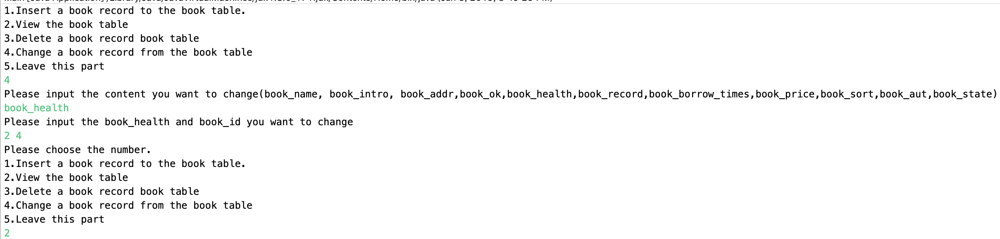 1.Insert a book record to the book table.
2.View the book table
3.Delete a book record book table
4.Change a book record from the book table
5.Leave this part
4
Please input the content you want to change(book_name, book_intro, book_addr,book_ok,book_health,book_record,book_borrow_times,book_price,book_sort,book_aut,book_state)
book_health
Please input the book_health and book_id you want to change
2 4
Please choose the number.
1.Insert a book record to the book table.
2.View the book table
3.Delete a book record book table
4.Change a book record from the book table
5.Leave this part
2